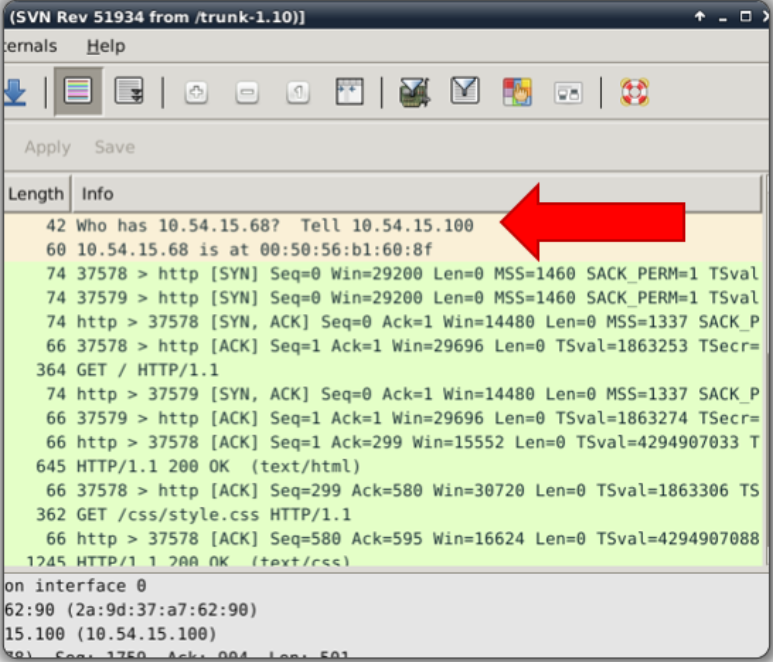 (SVN Rev 51934 from /trunk-1.10)]
ternals Help
Apply Save
Length Info
42 Who has 10.54.15.68? Tell 10.54.15.100
60 10.54.15.68 is at 00:50:56:b1:60:8f
74 37578 > http [SYN] Seq=0 Win=29200 Len=0 MSS=1460 SACK_PERM=1 TSval
74 37579 > http [SYN] Seq=0 Win=29200 Len=0 MSS=1460 SACK_PERM=1 TSval
74 http > 37578 [SYN, ACK] Seq=0 Ack=1 Win=14480 Len=0 MSS=1337 SACK_P
66 37578 > http [ACK] Seq=1 Ack=1 Win=29696 Len=0 TSval=1863253 TSecr=
364 GET / HTTP/1.1
74 http > 37579 [SYN, ACK] Seq=0 Ack=1 Win=14480 Len=0 MSS=1337 SACK_P
66 37579 > http [ACK] Seq=1 Ack=1 Win=29696 Len=0 TSval=1863274 TSecr=
66 http > 37578 [ACK] Seq=1 Ack=299 Win=15552 Len=0 TSval=4294907033 T
645 HTTP/1.1 200 OK (text/html)
66 37578 > http [ACK] Seq=299 Ack=580 Win=30720 Len=0 TSval=1863306 TS
362 GET /css/style.css HTTP/1.1
66 http > 37578 [ACK] Seq=580 Ack=595 Win=16624 Len=0 TSval=4294907088
1245 HTTP/1.1 200 OK (text/css)
on interface 0
62:90 (2a:9d:37:a7:62:90)
15.100 (10.54.15.100)
Seq: 1759, Ack: 904, Len: 501